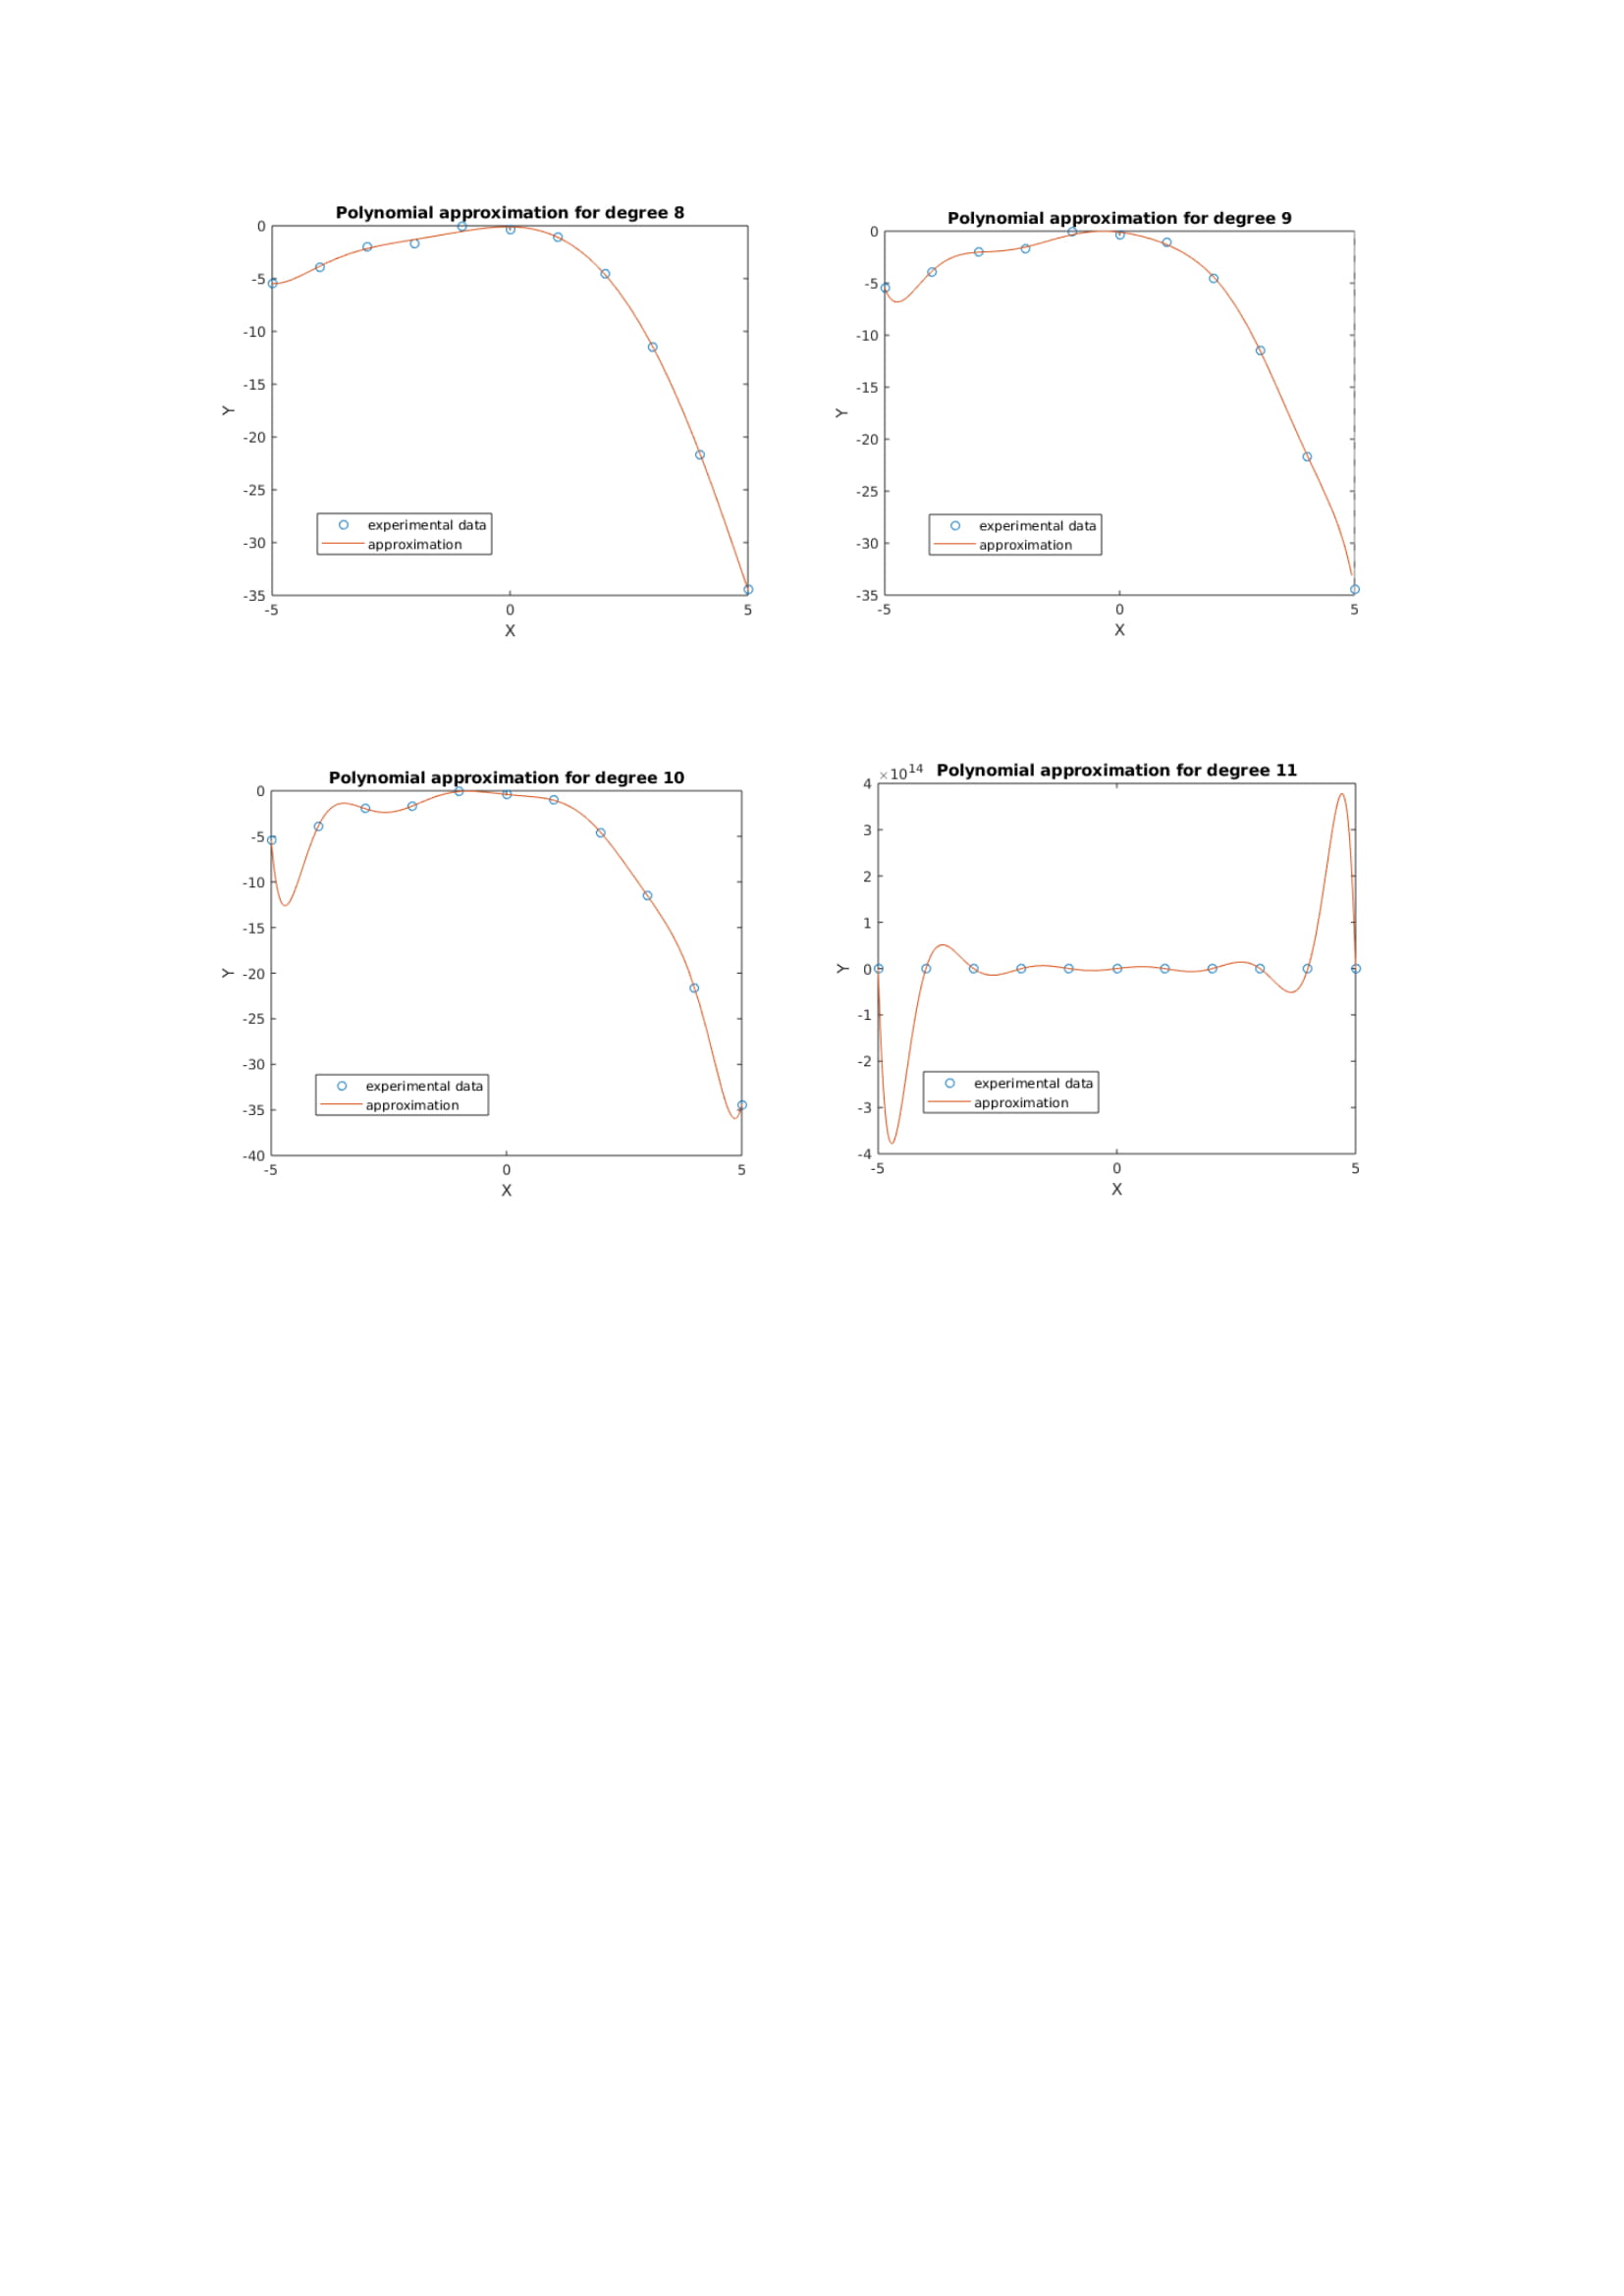 Polynomial approximation for degree 8
0
-5
-10
-15
-20
-25
-30
-35
Y
experimental data
approximation
-5 0 5
X
Polynomial approximation for degree 9
0
-5
-10
-15
-20
-25
-30
-35
Y
experimental data
approximation
-5 0 5
X
Polynomial approximation for degree 10
0
-5
-10
-15
-20
-25
-30
-35
-40
Y
experimental data
approximation
-5 0 5
X
×10^14 Polynomial approximation for degree 11
4
3
2
1
0
-1
-2
-3
-4
Y
experimental data
approximation
-5 0 5
X